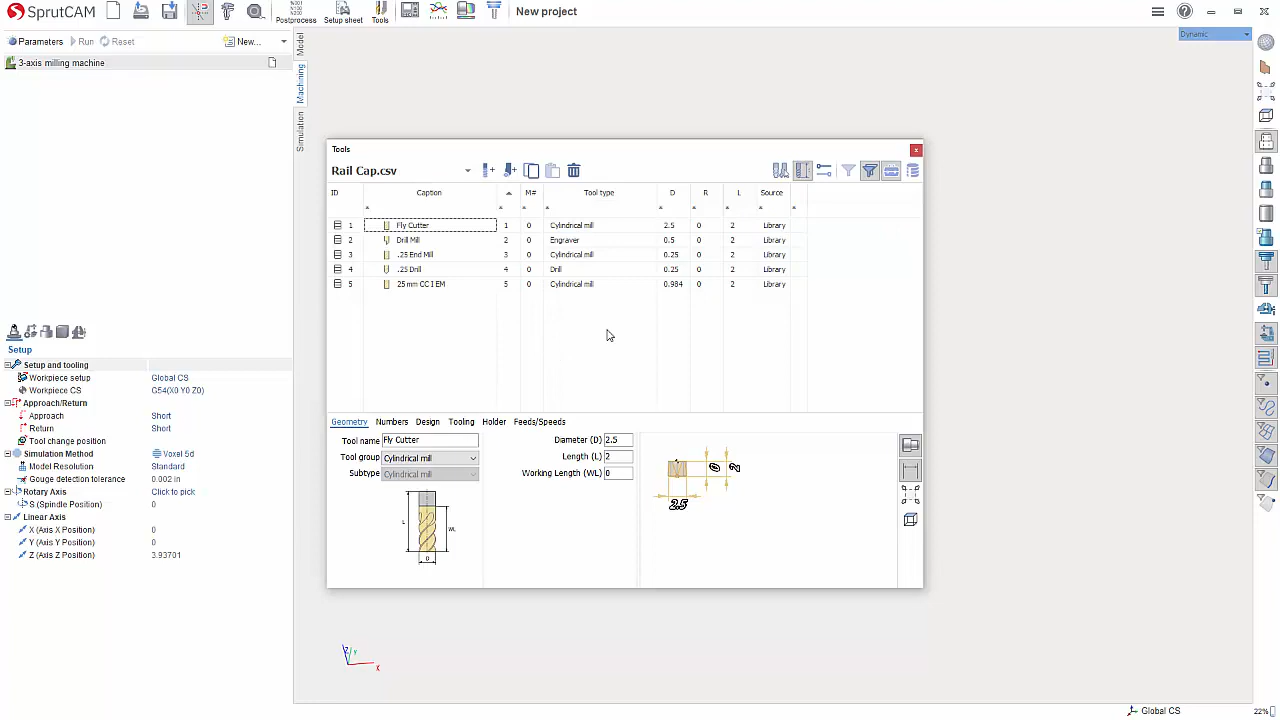 SprutCAM
%001
N100
N200
Postprocess
Setup sheet
Tools
New project
Parameters Run Reset New...
3-axis milling machine
Model
Machining
Simulation
Dynamic
Tools
Rail Cap.csv
ID Caption M# Tool type D R L Source
1 Fly Cutter 1 0 Cylindrical mill 2.5 0 2 Library
2 Drill Mill 2 0 Engraver 0.5 0 2 Library
3 .25 End Mill 3 0 Cylindrical mill 0.25 0 2 Library
4 .25 Drill 4 0 Drill 0.25 0 2 Library
5 25 mm CC I EM 5 0 Cylindrical mill 0.984 0 2 Library
Geometry Numbers Design Tooling Holder Feeds/Speeds
Tool name Fly Cutter
Tool group Cylindrical mill
Subtype Cylindrical mill
Diameter (D) 2.5
Length (L) 2
Working Length (WL) 0
L
WL
D
0 2
2.5
Setup
Setup and tooling
Workpiece setup Global CS
Workpiece CS G54(X0 Y0 Z0)
Approach/Return
Approach Short
Return Short
Tool change position
Simulation Method Voxel 5d
Model Resolution Standard
Gouge detection tolerance 0.002 in
Rotary Axis Click to pick
S (Spindle Position) 0
Linear Axis
X (Axis X Position) 0
Y (Axis Y Position) 0
Z (Axis Z Position) 3.93701
Z Y
X
Global CS
22%